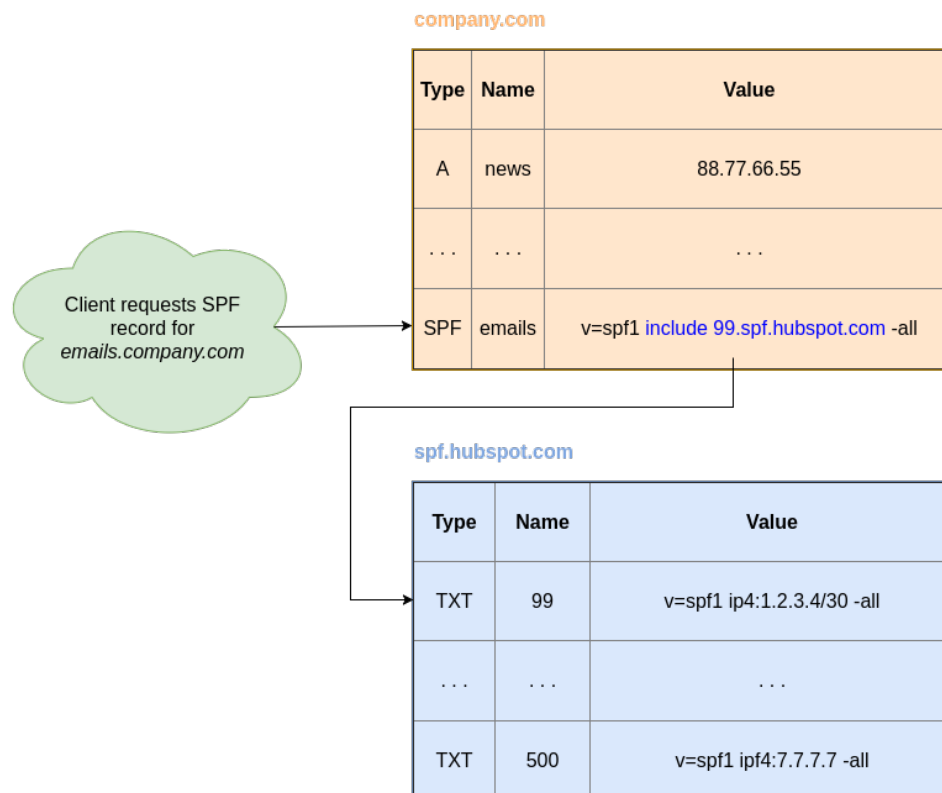 company.com
Type Name Value
A news 88.77.66.55
. . . . . . . . .
Client requests SPF
record for
emails.company.com
SPF emails v=spf1 include 99.spf.hubspot.com -all
spf.hubspot.com
Type Name Value
TXT 99 v=spf1 ip4:1.2.3.4/30 -all
. . . . . . . . .
TXT 500 v=spf1 ipf4:7.7.7.7 -all